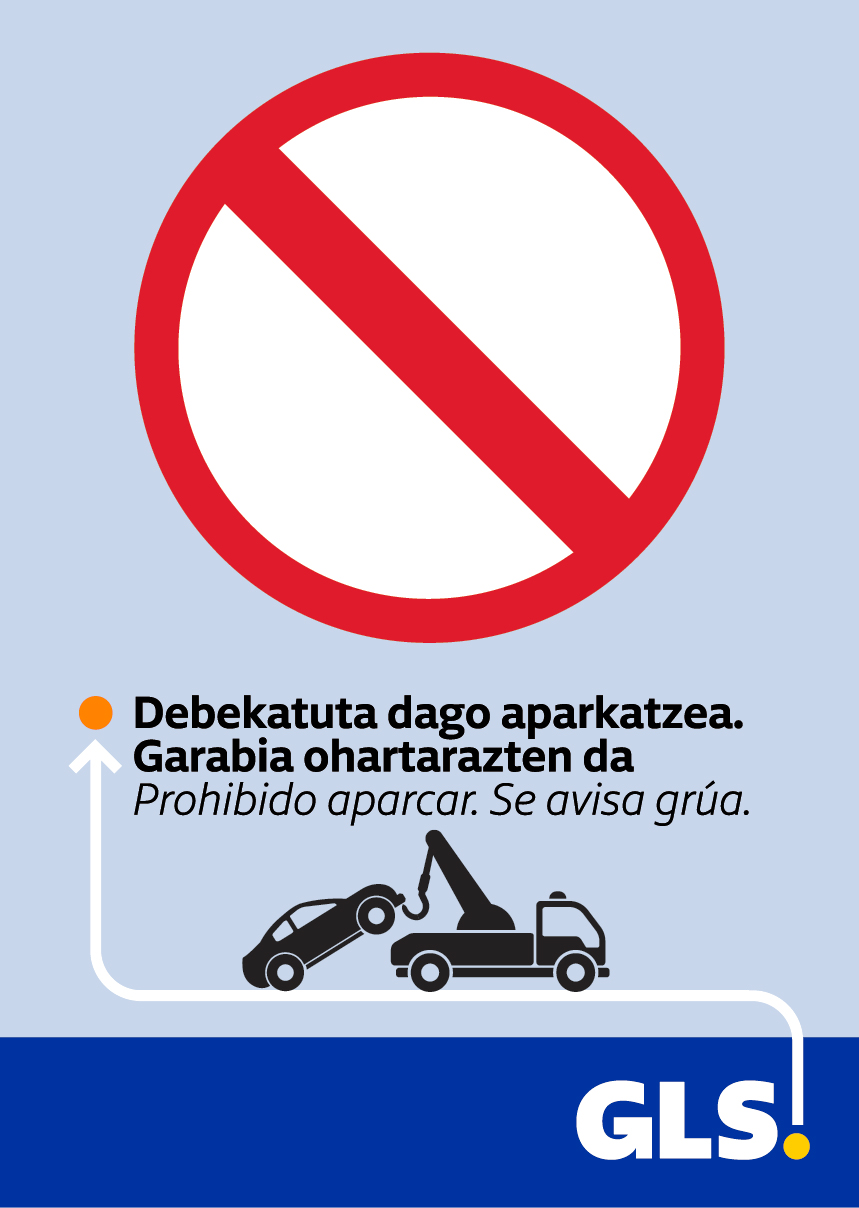 Debekatuta dago aparkatzea.
Garabia ohartarazten da
Prohibido aparcar. Se avisa grúa.
GLS.